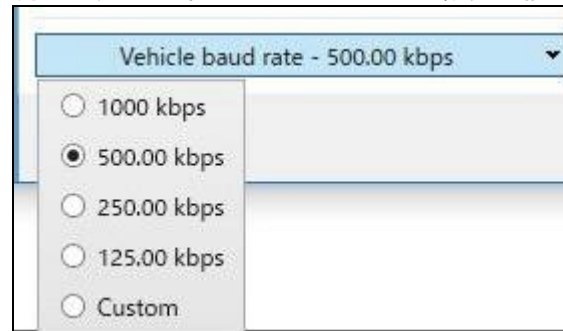 Vehicle baud rate - 500.00 kbps
1000 kbps
500.00 kbps
250.00 kbps
125.00 kbps
Custom